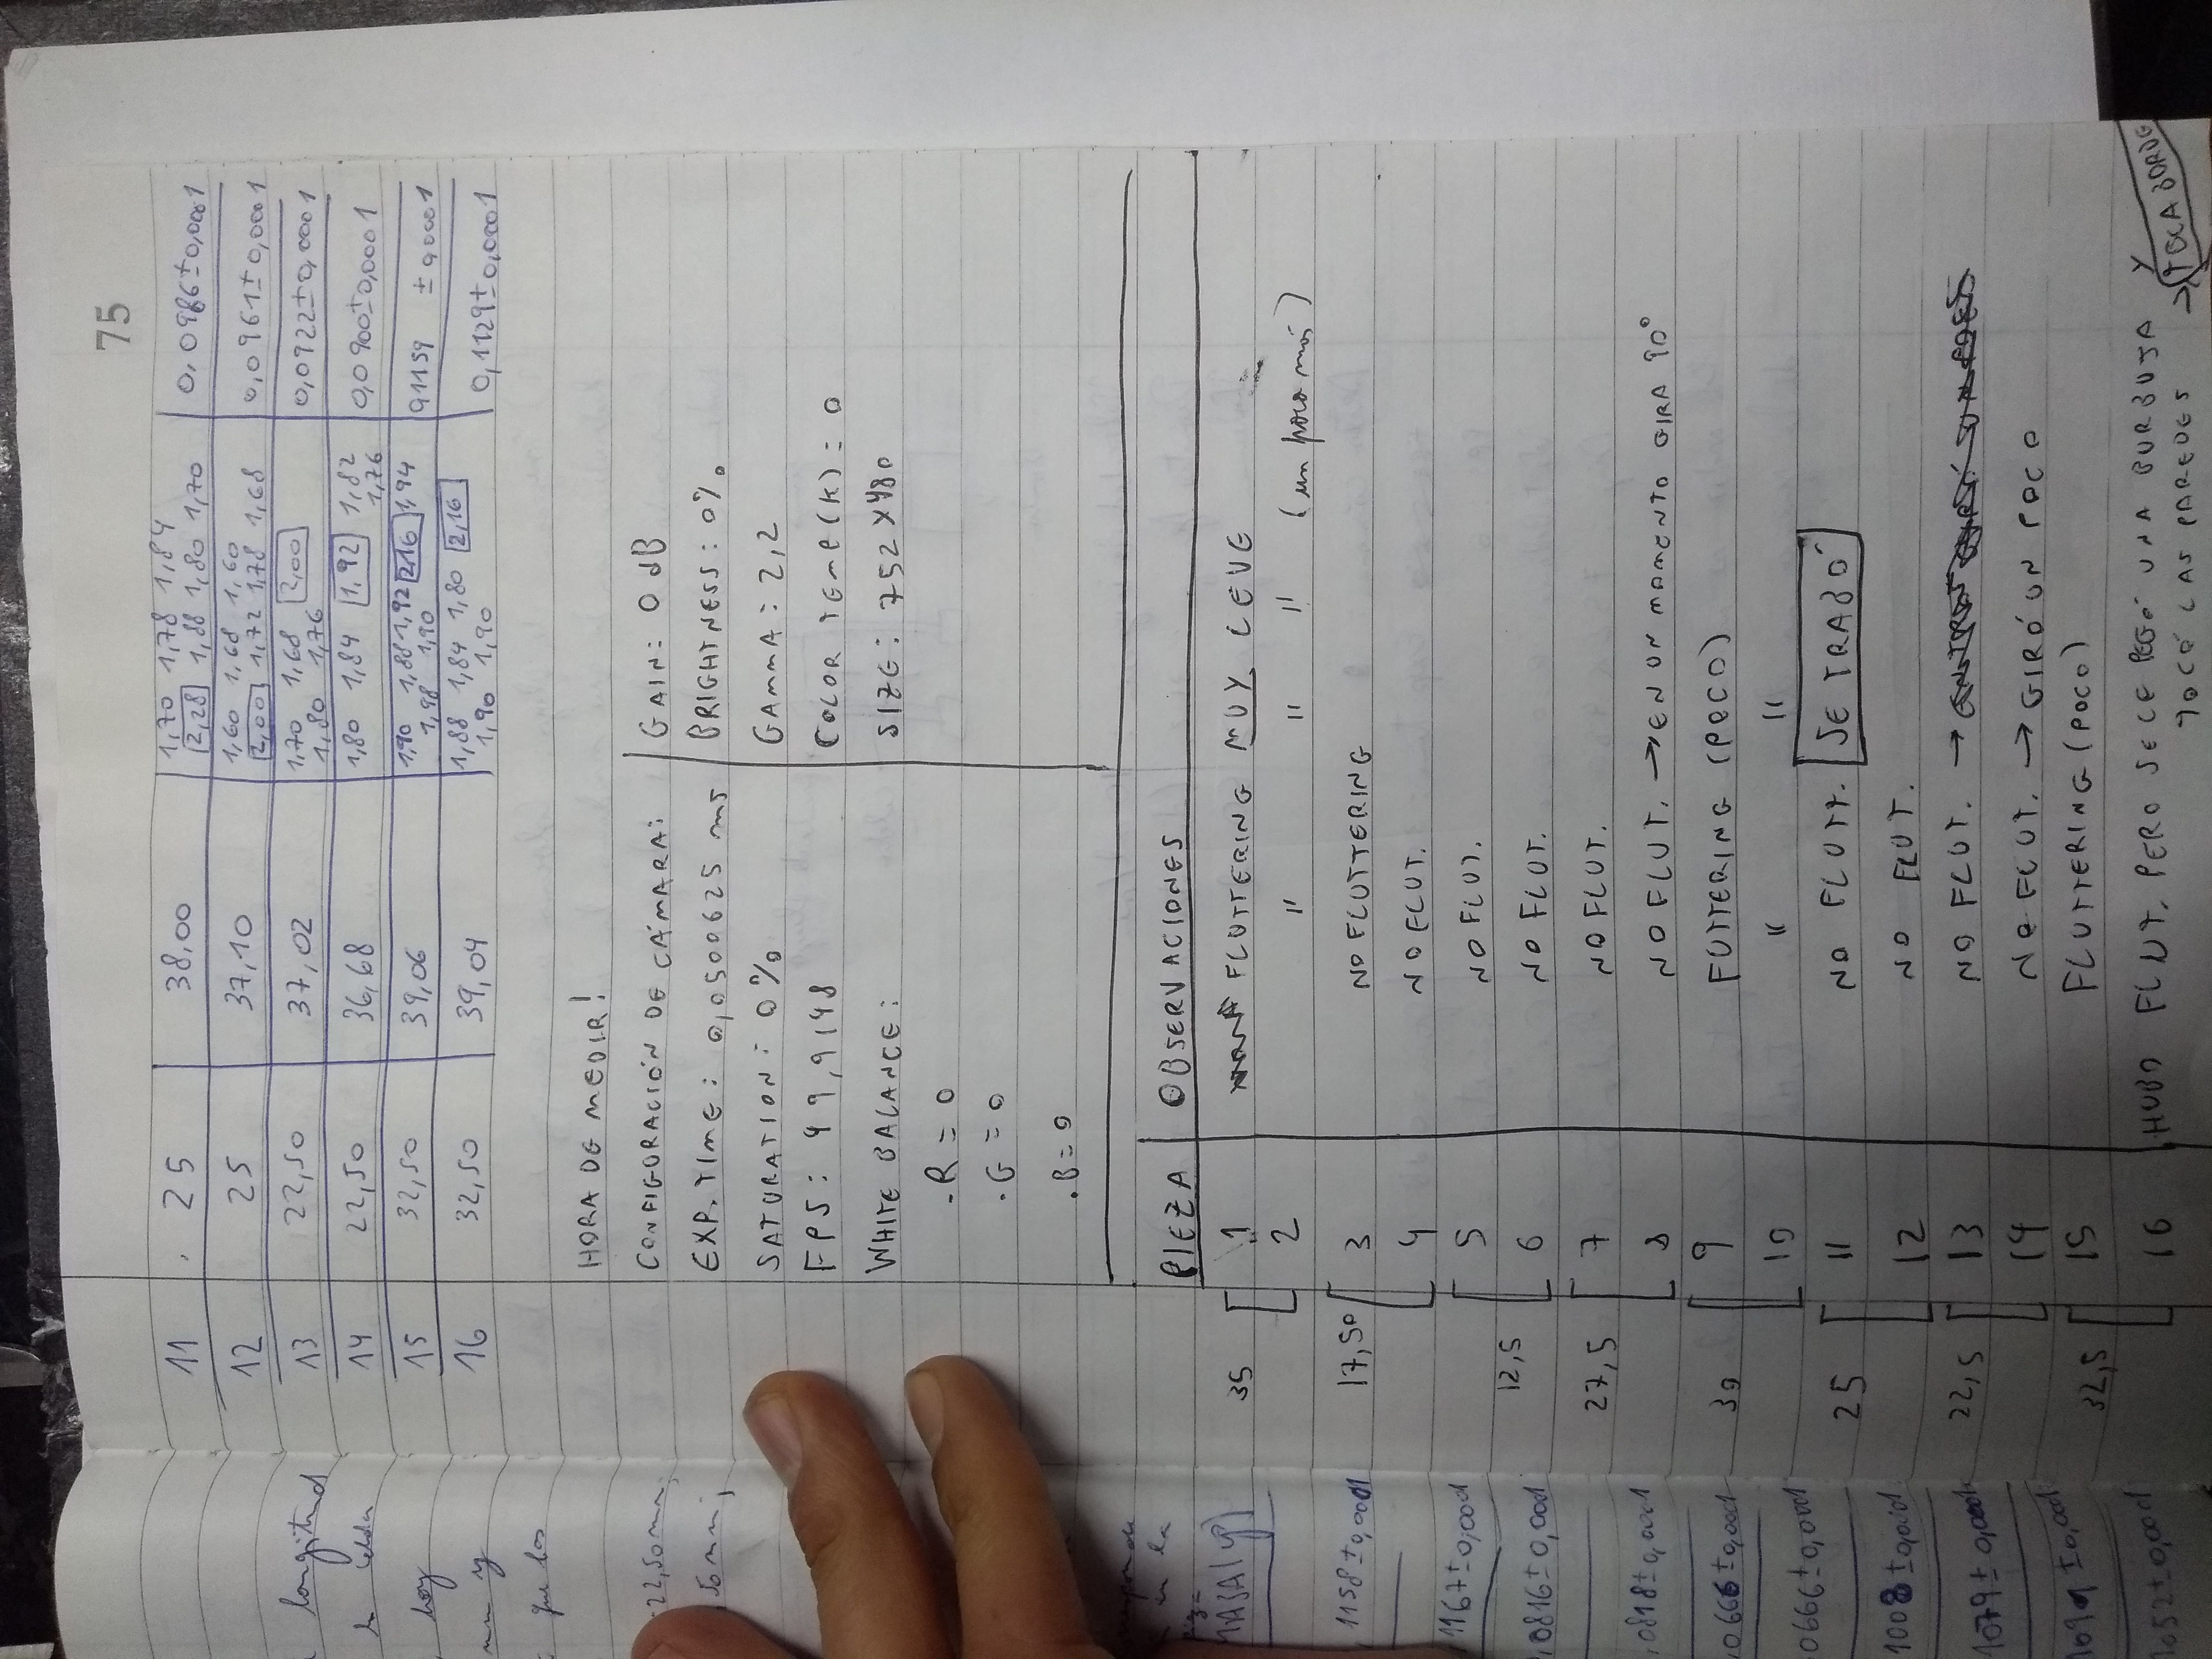 75
11 25 38,00 1,70 1,78 1,84 2,28 1,88 1,80 1,70 0,0986±0,0001
12 25 37,10 1,60 1,68 1,60 2,00 1,72 1,78 1,68 0,0961±0,0001
13 22,50 37,02 1,70 1,68 2,00 1,80 1,76 0,0922±0,0001
14 22,50 36,68 1,80 1,84 1,92 1,82 1,76 0,0900±0,0001
15 32,50 39,06 1,90 1,88 1,92 2,16 1,94 1,98 1,90 0,1159 ±0,0001
16 32,50 39,04 1,88 1,84 1,80 2,16 1,90 1,90 0,1129±0,0001
HORA DE MEDIR!
CONFIGURACIÓN DE CÁMARA: GAIN: 0 dB
EXP. TIME: 0,0500625 ms BRIGHTNESS: 0%
SATURATION: 0% GAMMA: 2,2
FPS: 49,9148 COLOR TEMP (K) = 0
WHITE BALANCE: SIZE: 752 X 480
.R = 0
.G = 0
.B = 0
PIEZA OBSERVACIONES
35 1 FLUTTERING MUY LEVE
2 " " " (un poco más)
17,50 3 NO FLUTTERING
4 NO FLUT.
5 NO FLUT.
12,5 6 NO FLUT.
27,5 7 NO FLUT.
8 NO FLUT. → EN UN MOMENTO GIRA 90°
30 9 FUTTERING (POCO)
10 " "
25 11 NO FLUTT. SE TRABÓ
12 NO FLUT.
22,5 13 NO FLUT. →
14 NO FLUT. → GIRÓ UN POCO
32,5 15 FLUTTERING (POCO)
16 HUBO FLUT, PERO SE LE PEGÓ UNA BURBUJA Y
TOCÓ LAS PAREDES → TOCA BORDE
longitud
la celda
hoy
mm y
que los
22,50mm,
,50mm,
en la
MASA (g)
,1158±0,0001
,1167±0,0001
,0816±0,0001
,0818±0,0001
,0666±0,0001
,0666±0,0001
1008±0,0001
1079±0,0001
±0,0001
1052±0,0001